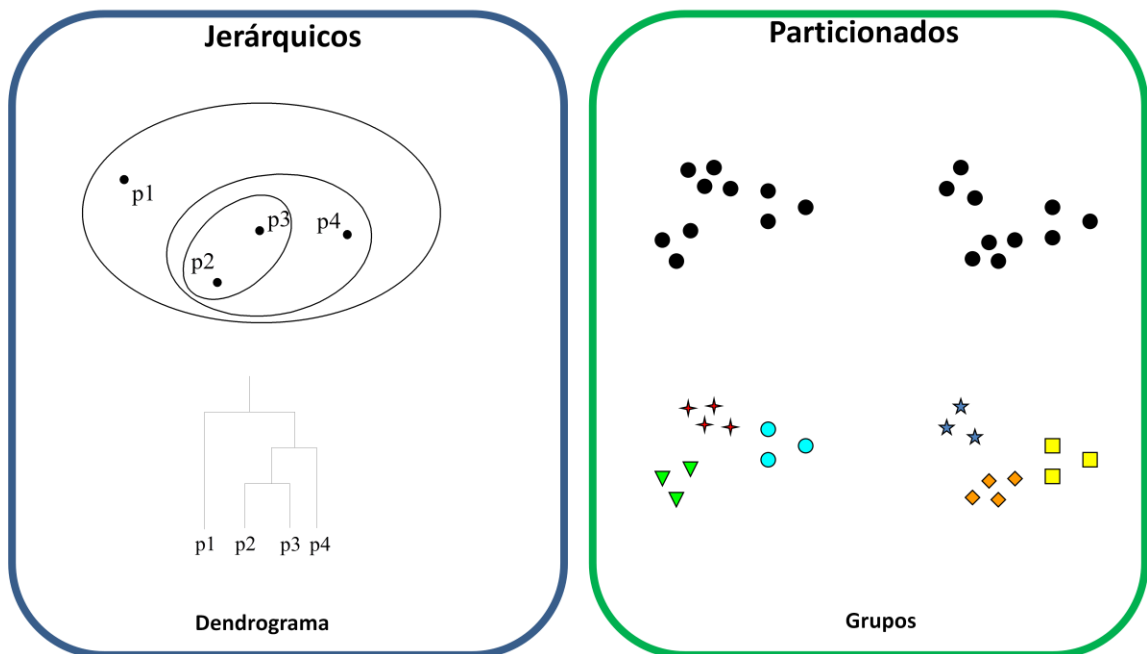 Jerárquicos
p1
p3
p4
p2
p1 p2 p3 p4
Dendrograma
Particionados
Grupos